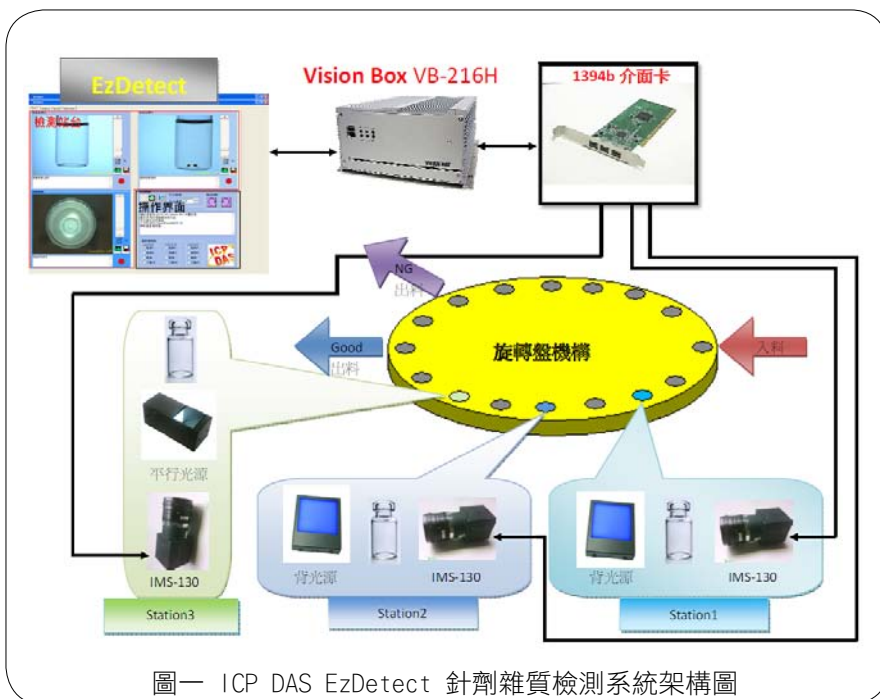 EzDetect
Vision Box VB-216H
1394b 介面卡
檢測站台
操作界面
ICP DAS
NG
出料
Good
出料
旋轉盤機構
入料
平行光源
IMS-130
Station3
背光源
IMS-130
Station2
背光源
IMS-130
Station1
圖一 ICP DAS EzDetect 針劑雜質檢測系統架構圖